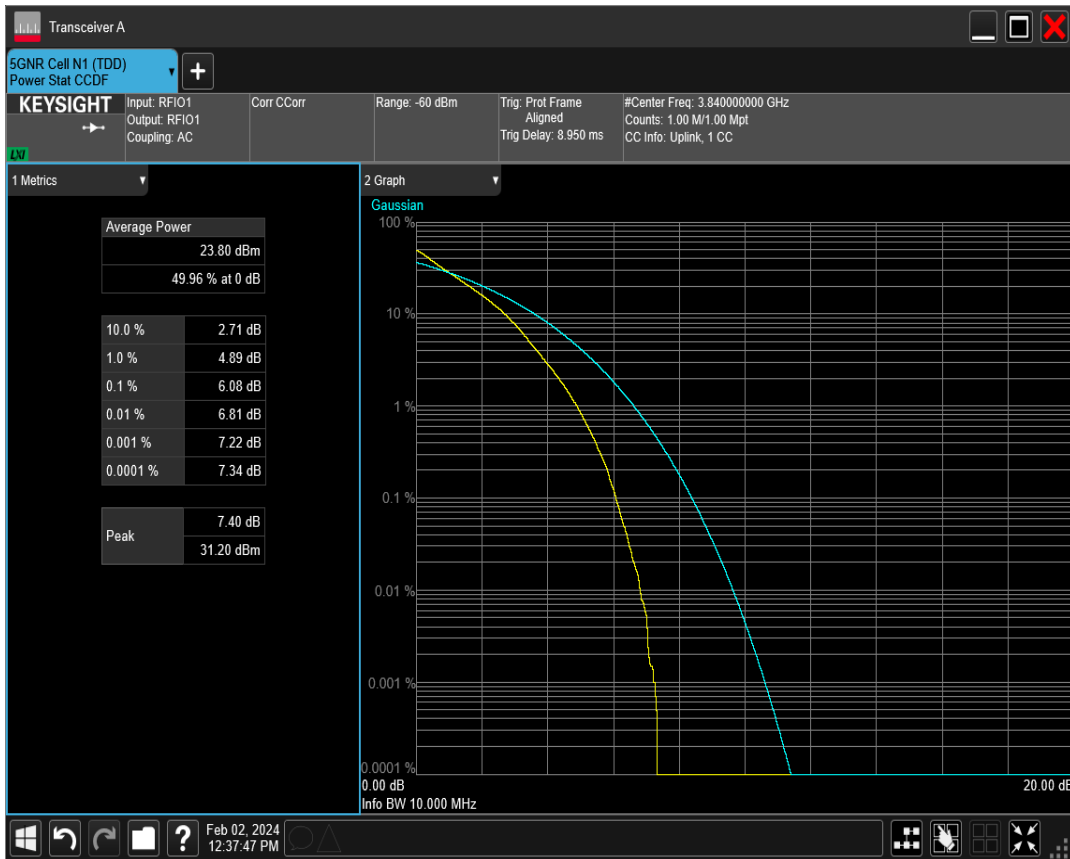 Transceiver A
5GNR Cell N1 (TDD)
Power Stat CCDF
+
KEYSIGHT
LXI
Input: RFIO1
Output: RFIO1
Coupling: AC
Corr CCorr
Range: -60 dBm
Trig: Prot Frame
Aligned
Trig Delay: 8.950 ms
#Center Freq: 3.840000000 GHz
Counts: 1.00 M/1.00 Mpt
CC Info: Uplink, 1 CC
1 Metrics
Average Power
23.80 dBm
49.96 % at 0 dB
10.0 % 2.71 dB
1.0 % 4.89 dB
0.1 % 6.08 dB
0.01 % 6.81 dB
0.001 % 7.22 dB
0.0001 % 7.34 dB
Peak
7.40 dB
31.20 dBm
2 Graph
Gaussian
100 %
10 %
1 %
0.1 %
0.01 %
0.001 %
0.0001 %
0.00 dB 20.00 dB
Info BW 10.000 MHz
?
Feb 02, 2024
12:37:47 PM